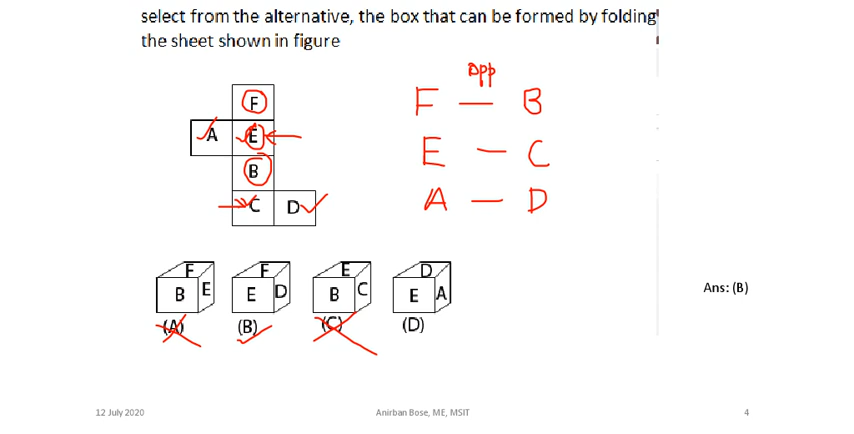 select from the alternative, the box that can be formed by folding
the sheet shown in figure
Opp
F
F — B
A E
E — C
B
C D
A — D
F F E D
B E E D B C E A
(A) (B) (C) (D)
Ans: (B)
12 July 2020 Anirban Bose, ME, MSIT 4